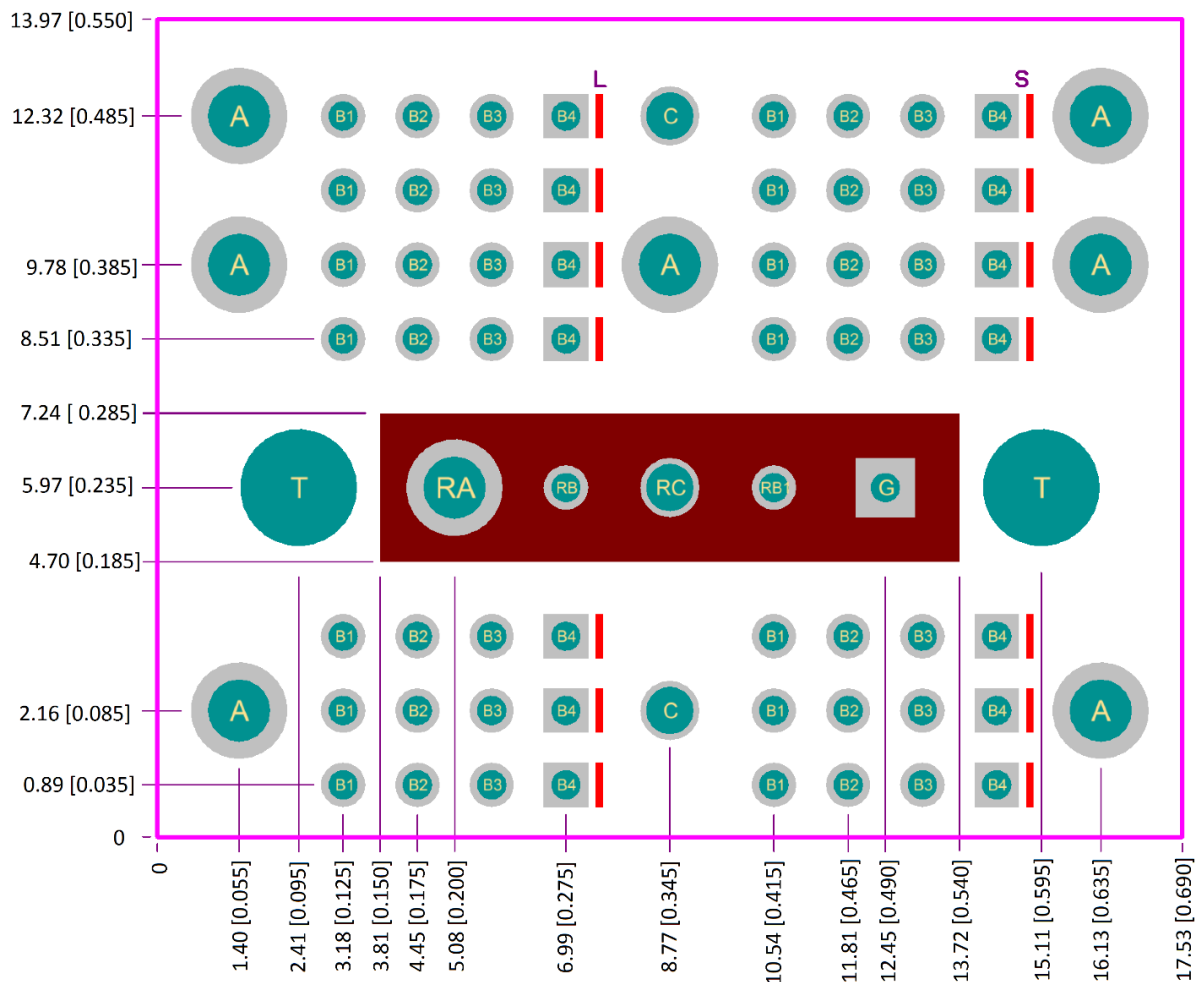 13.97 [0.550]
L S
12.32 [0.485] A B1 B2 B3 B4 C B1 B2 B3 B4 A
B1 B2 B3 B4 B1 B2 B3 B4
9.78 [0.385] A B1 B2 B3 B4 A B1 B2 B3 B4 A
8.51 [0.335] B1 B2 B3 B4 B1 B2 B3 B4
7.24 [ 0.285]
5.97 [0.235] T RA RB RC RB1 G T
4.70 [0.185]
B1 B2 B3 B4 B1 B2 B3 B4
2.16 [0.085] A B1 B2 B3 B4 C B1 B2 B3 B4 A
0.89 [0.035] B1 B2 B3 B4 B1 B2 B3 B4
0
0
1.40 [0.055]
2.41 [0.095]
3.18 [0.125]
3.81 [0.150]
4.45 [0.175]
5.08 [0.200]
6.99 [0.275]
8.77 [0.345]
10.54 [0.415]
11.81 [0.465]
12.45 [0.490]
13.72 [0.540]
15.11 [0.595]
16.13 [0.635]
17.53 [0.690]